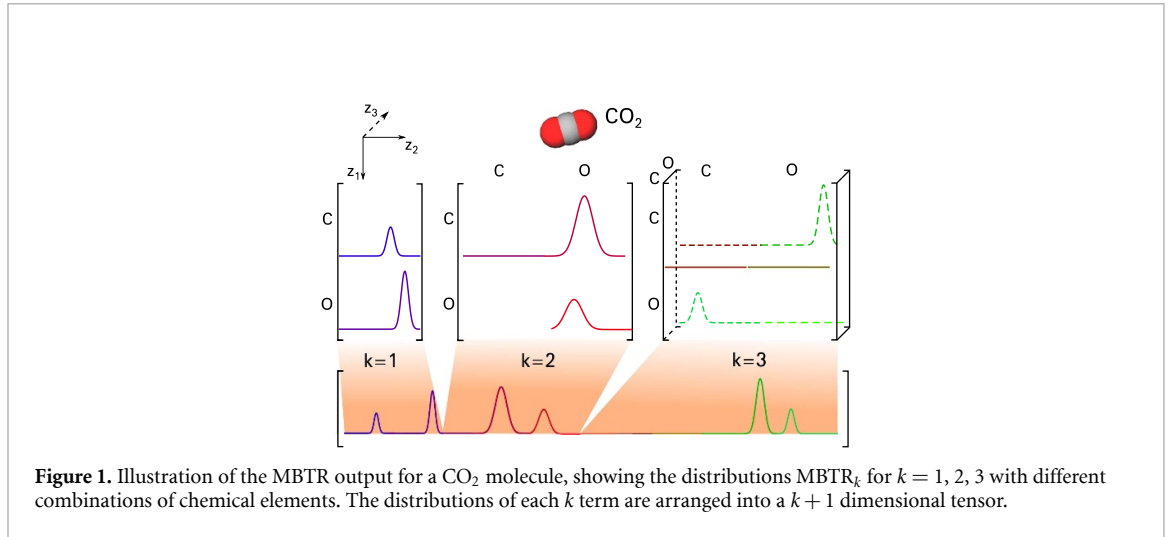 z₃
z₂
z₁
CO₂
C O
O
C C O
C C C
O O O
k=1 k=2 k=3
Figure 1. Illustration of the MBTR output for a CO₂ molecule, showing the distributions MBTRₖ for k = 1, 2, 3 with different
combinations of chemical elements. The distributions of each k term are arranged into a k + 1 dimensional tensor.